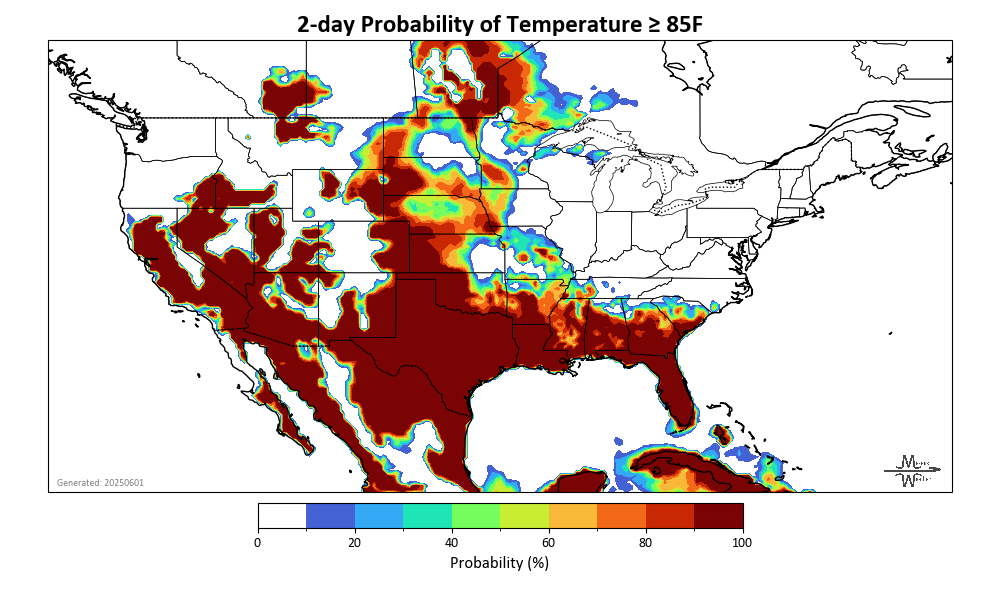 2-day Probability of Temperature ≥ 85F
Generated: 20250601
0 20 40 60 80 100
Probability (%)